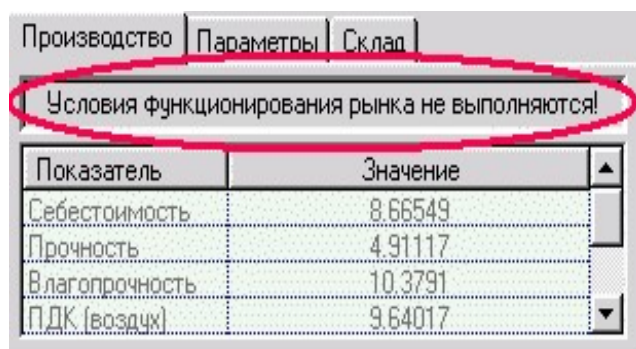 Производство Параметры Склад
Условия функционирования рынка не выполняются!
Показатель Значение
Себестоимость 8.66549
Прочность 4.91117
Влагопрочность 10.3791
ПДК (воздух) 9.64017